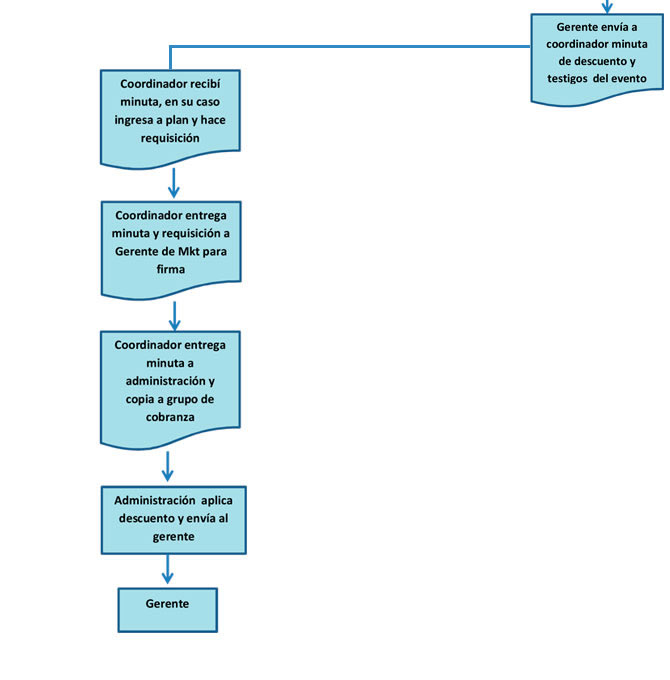 Gerente envía a
coordinador minuta
de descuento y
testigos del evento
Coordinador recibí
minuta, en su caso
ingresa a plan y hace
requisición
Coordinador entrega
minuta y requisición a
Gerente de Mkt para
firma
Coordinador entrega
minuta a
administración y
copia a grupo de
cobranza
Administración aplica
descuento y envía al
gerente
Gerente